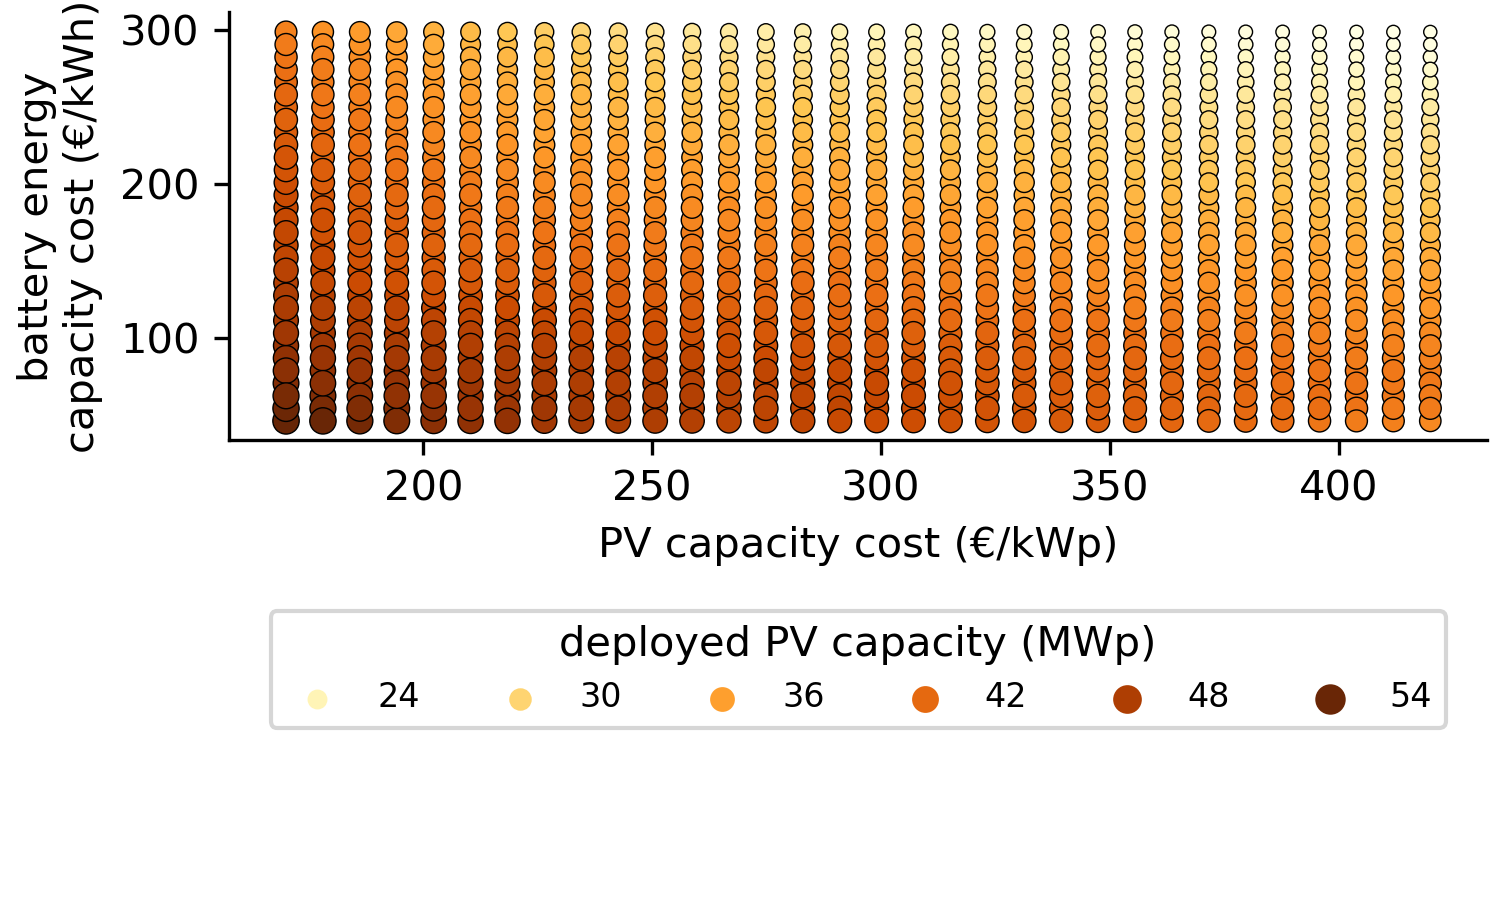 battery energy
capacity cost (€/kWh)
300
200
100
200 250 300 350 400
PV capacity cost (€/kWp)
deployed PV capacity (MWp)
24 30 36 42 48 54